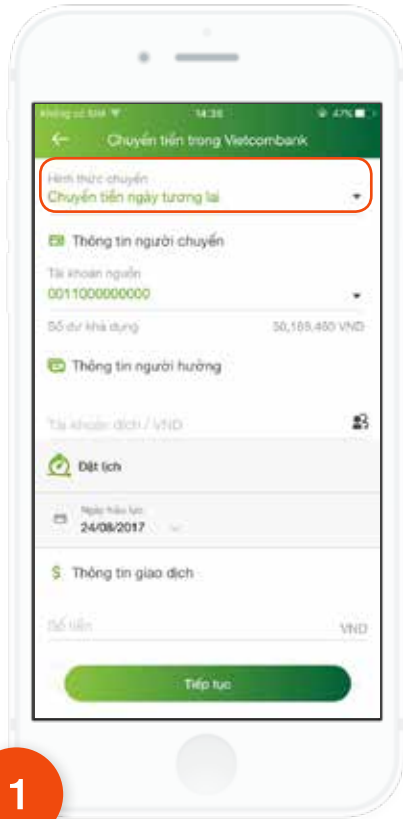 Không có SIM 14:36 47%
Chuyển tiền trong Vietcombank
Hình thức chuyển
Chuyển tiền ngày tương lai
Thông tin người chuyển
Tài khoản nguồn
0011000000000
Số dư khả dụng 50,189,460 VND
Thông tin người hưởng
Tài khoản đích / VND
Đặt lịch
Ngày hiệu lực
24/08/2017
$ Thông tin giao dịch
Số tiền VND
Tiếp tục
1